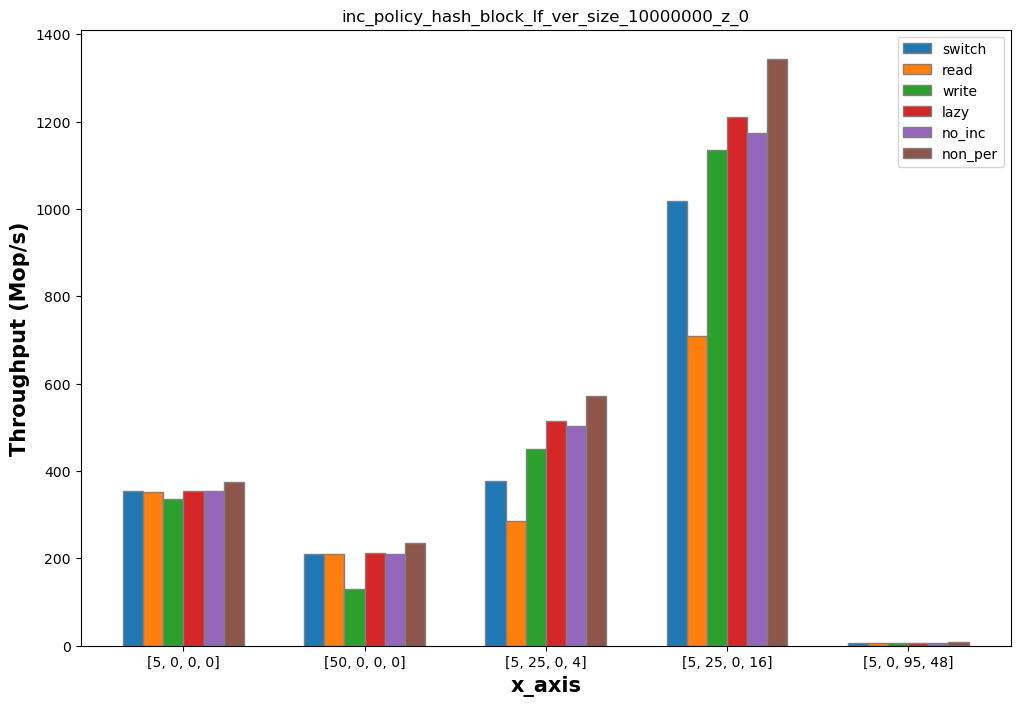 inc_policy_hash_block_lf_ver_size_10000000_z_0
1400
1200
1000
800
600
400
200
0
Throughput (Mop/s)
switch
read
write
lazy
no_inc
non_per
[5, 0, 0, 0]
[50, 0, 0, 0]
[5, 25, 0, 4]
[5, 25, 0, 16]
[5, 0, 95, 48]
x_axis